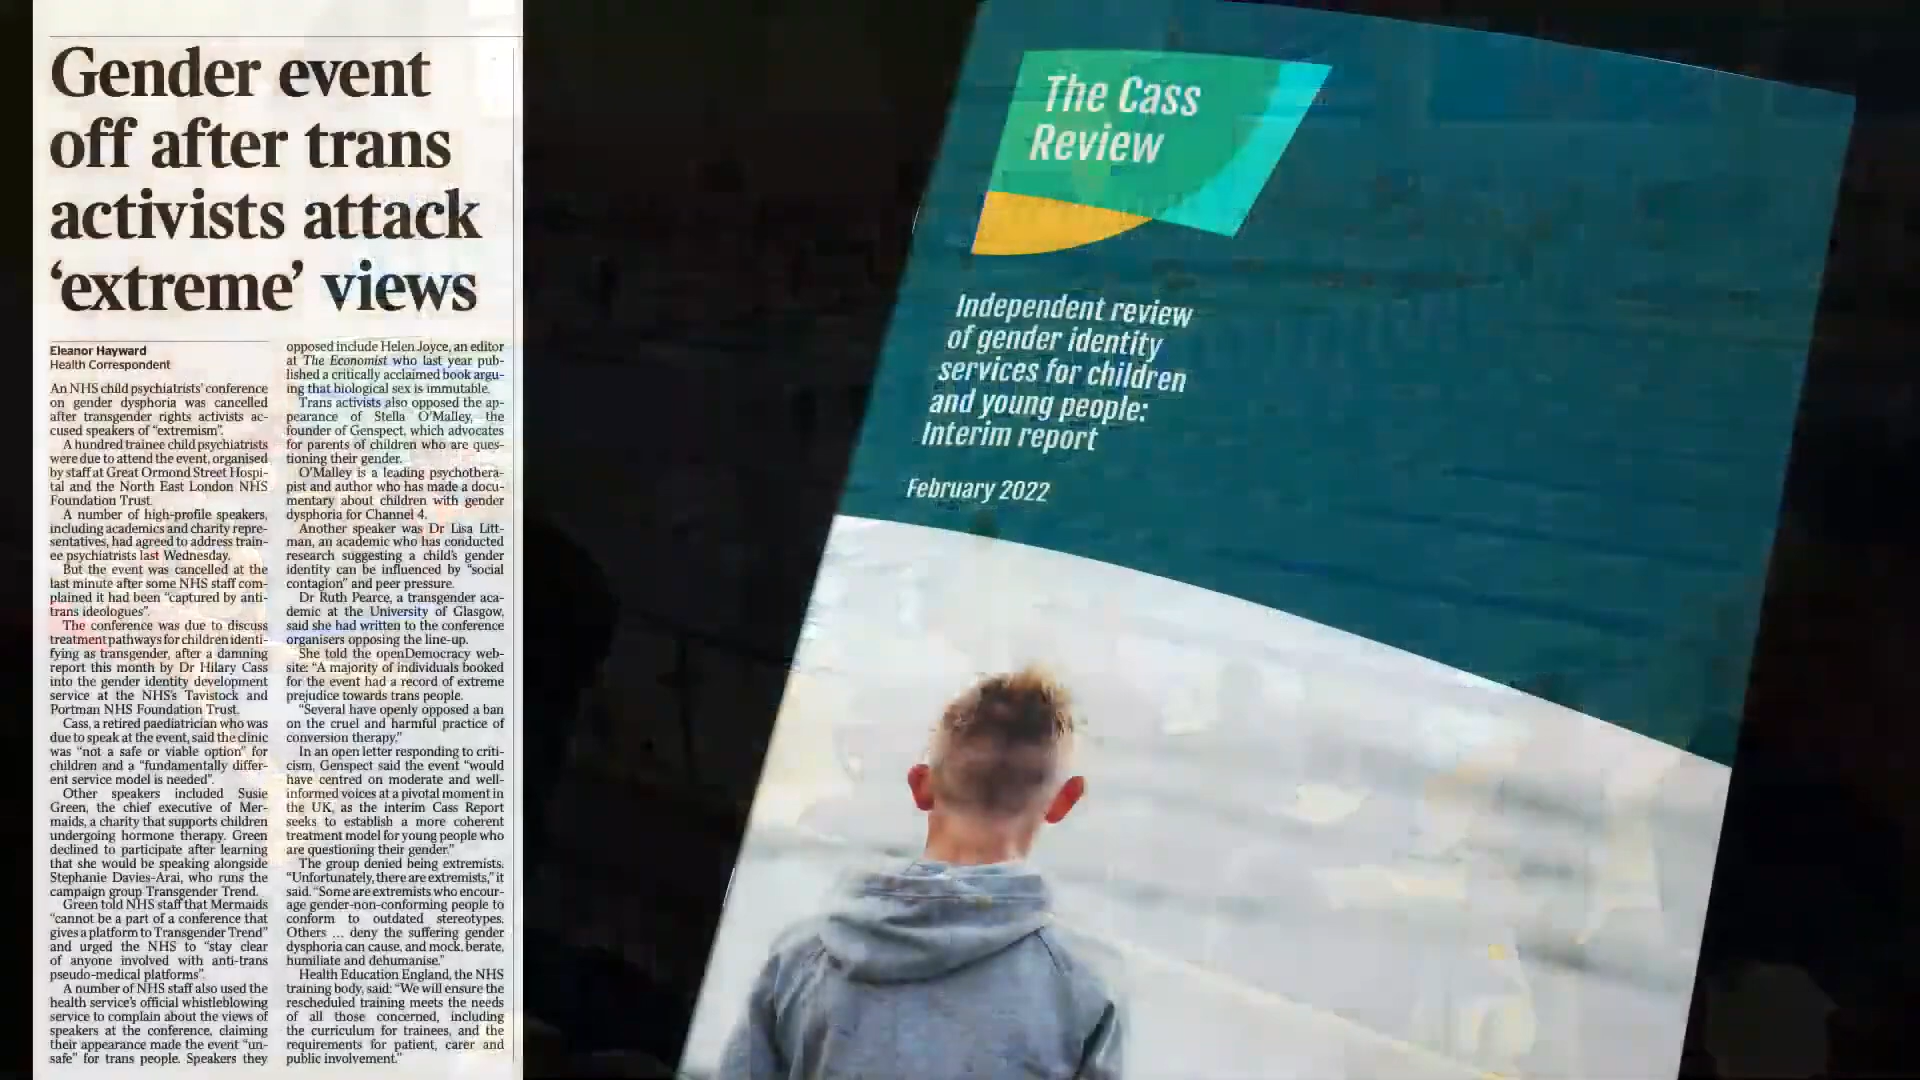 Gender event
off after trans
activists attack
‘extreme’ views
Eleanor Hayward
Health Correspondent
An NHS child psychiatrists’ conference
on gender dysphoria was cancelled
after transgender rights activists ac-
cused speakers of “extremism”.
A hundred trainee child psychiatrists
were due to attend the event, organised
by staff at Great Ormond Street Hospi-
tal and the North East London NHS
Foundation Trust.
A number of high-profile speakers,
including academics and charity repre-
sentatives, had agreed to address train-
ee psychiatrists last Wednesday.
But the event was cancelled at the
last minute after some NHS staff com-
plained it had been “captured by anti-
trans ideologues”.
The conference was due to discuss
treatment pathways for children identi-
fying as transgender, after a damning
report this month by Dr Hilary Cass
into the gender identity development
service at the NHS’s Tavistock and
Portman NHS Foundation Trust.
Cass, a retired paediatrician who was
due to speak at the event, said the clinic
was “not a safe or viable option” for
children and a “fundamentally differ-
ent service model is needed”.
Other speakers included Susie
Green, the chief executive of Mer-
maids, a charity that supports children
undergoing hormone therapy. Green
declined to participate after learning
that she would be speaking alongside
Stephanie Davies-Arai, who runs the
campaign group Transgender Trend.
Green told NHS staff that Mermaids
“cannot be a part of a conference that
gives a platform to Transgender Trend”
and urged the NHS to “stay clear
of anyone involved with anti-trans
pseudo-medical platforms”.
A number of NHS staff also used the
health service’s official whistleblowing
service to complain about the views of
speakers at the conference, claiming
their appearance made the event “un-
safe” for trans people. Speakers they
opposed include Helen Joyce, an editor
at The Economist who last year pub-
lished a critically acclaimed book argu-
ing that biological sex is immutable.
Trans activists also opposed the ap-
pearance of Stella O’Malley, the
founder of Genspect, which advocates
for parents of children who are ques-
tioning their gender.
O’Malley is a leading psychothera-
pist and author who has made a docu-
mentary about children with gender
dysphoria for Channel 4.
Another speaker was Dr Lisa Litt-
man, an academic who has conducted
research suggesting a child’s gender
identity can be influenced by “social
contagion” and peer pressure.
Dr Ruth Pearce, a transgender aca-
demic at the University of Glasgow,
said she had written to the conference
organisers opposing the line-up.
She told the openDemocracy web-
site: “A majority of individuals booked
for the event had a record of extreme
prejudice towards trans people.
“Several have openly opposed a ban
on the cruel and harmful practice of
conversion therapy.”
In an open letter responding to criti-
cism, Genspect said the event “would
have centred on moderate and well-
informed voices at a pivotal moment in
the UK, as the interim Cass Report
seeks to establish a more coherent
treatment model for young people who
are questioning their gender.”
The group denied being extremists.
“Unfortunately, there are extremists,” it
said. “Some are extremists who encour-
age gender-non-conforming people to
conform to outdated stereotypes.
Others ... deny the suffering gender
dysphoria can cause, and mock, berate,
humiliate and dehumanise.”
Health Education England, the NHS
training body, said: “We will ensure the
rescheduled training meets the needs
of all those concerned, including
the curriculum for trainees, and the
requirements for patient, carer and
public involvement.”
The Cass
Review
Independent review
of gender identity
services for children
and young people:
Interim report
February 2022